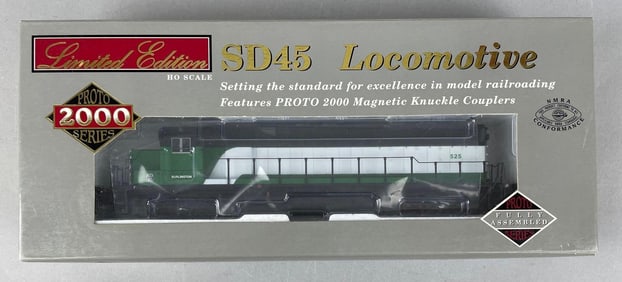 Limited Edition
HO SCALE
SD45 Locomotive
Setting the standard for excellence in model railroading
Features PROTO 2000 Magnetic Knuckle Couplers
PROTO
2000
SERIES
NMRA
CONFORMANCE
BURLINGTON
525
PROTO
FULLY
ASSEMBLED
SERIES